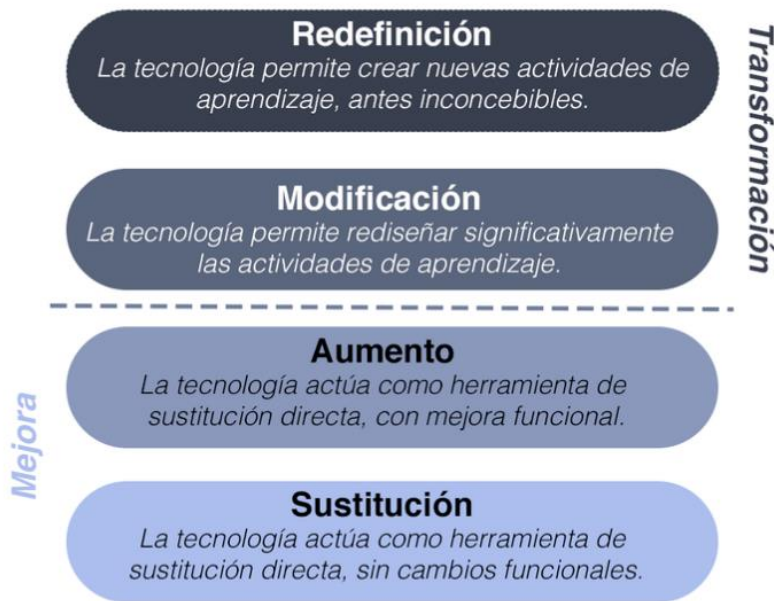 Redefinición
La tecnología permite crear nuevas actividades de
aprendizaje, antes inconcebibles.
Transformación
Modificación
La tecnología permite rediseñar significativamente
las actividades de aprendizaje.
Aumento
La tecnología actúa como herramienta de
sustitución directa, con mejora funcional.
Mejora
Sustitución
La tecnología actúa como herramienta de
sustitución directa, sin cambios funcionales.